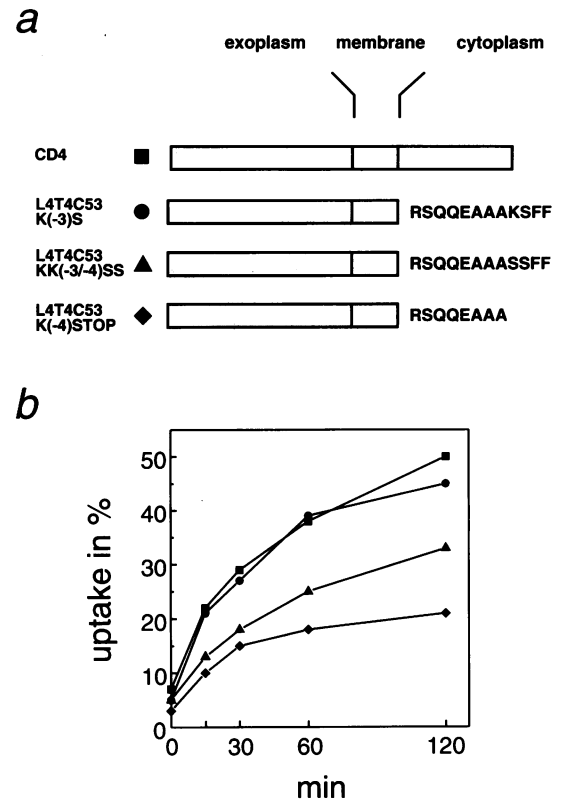 a
exoplasm membrane cytoplasm
CD4
L4T4C53
K(-3)S
RSQQEAAAKSFF
L4T4C53
KK(-3/-4)SS
RSQQEAAASSFF
L4T4C53
K(-4)STOP
RSQQEAAA
b
50
40
30
20
10
0
uptake in %
0 30 60 120
min